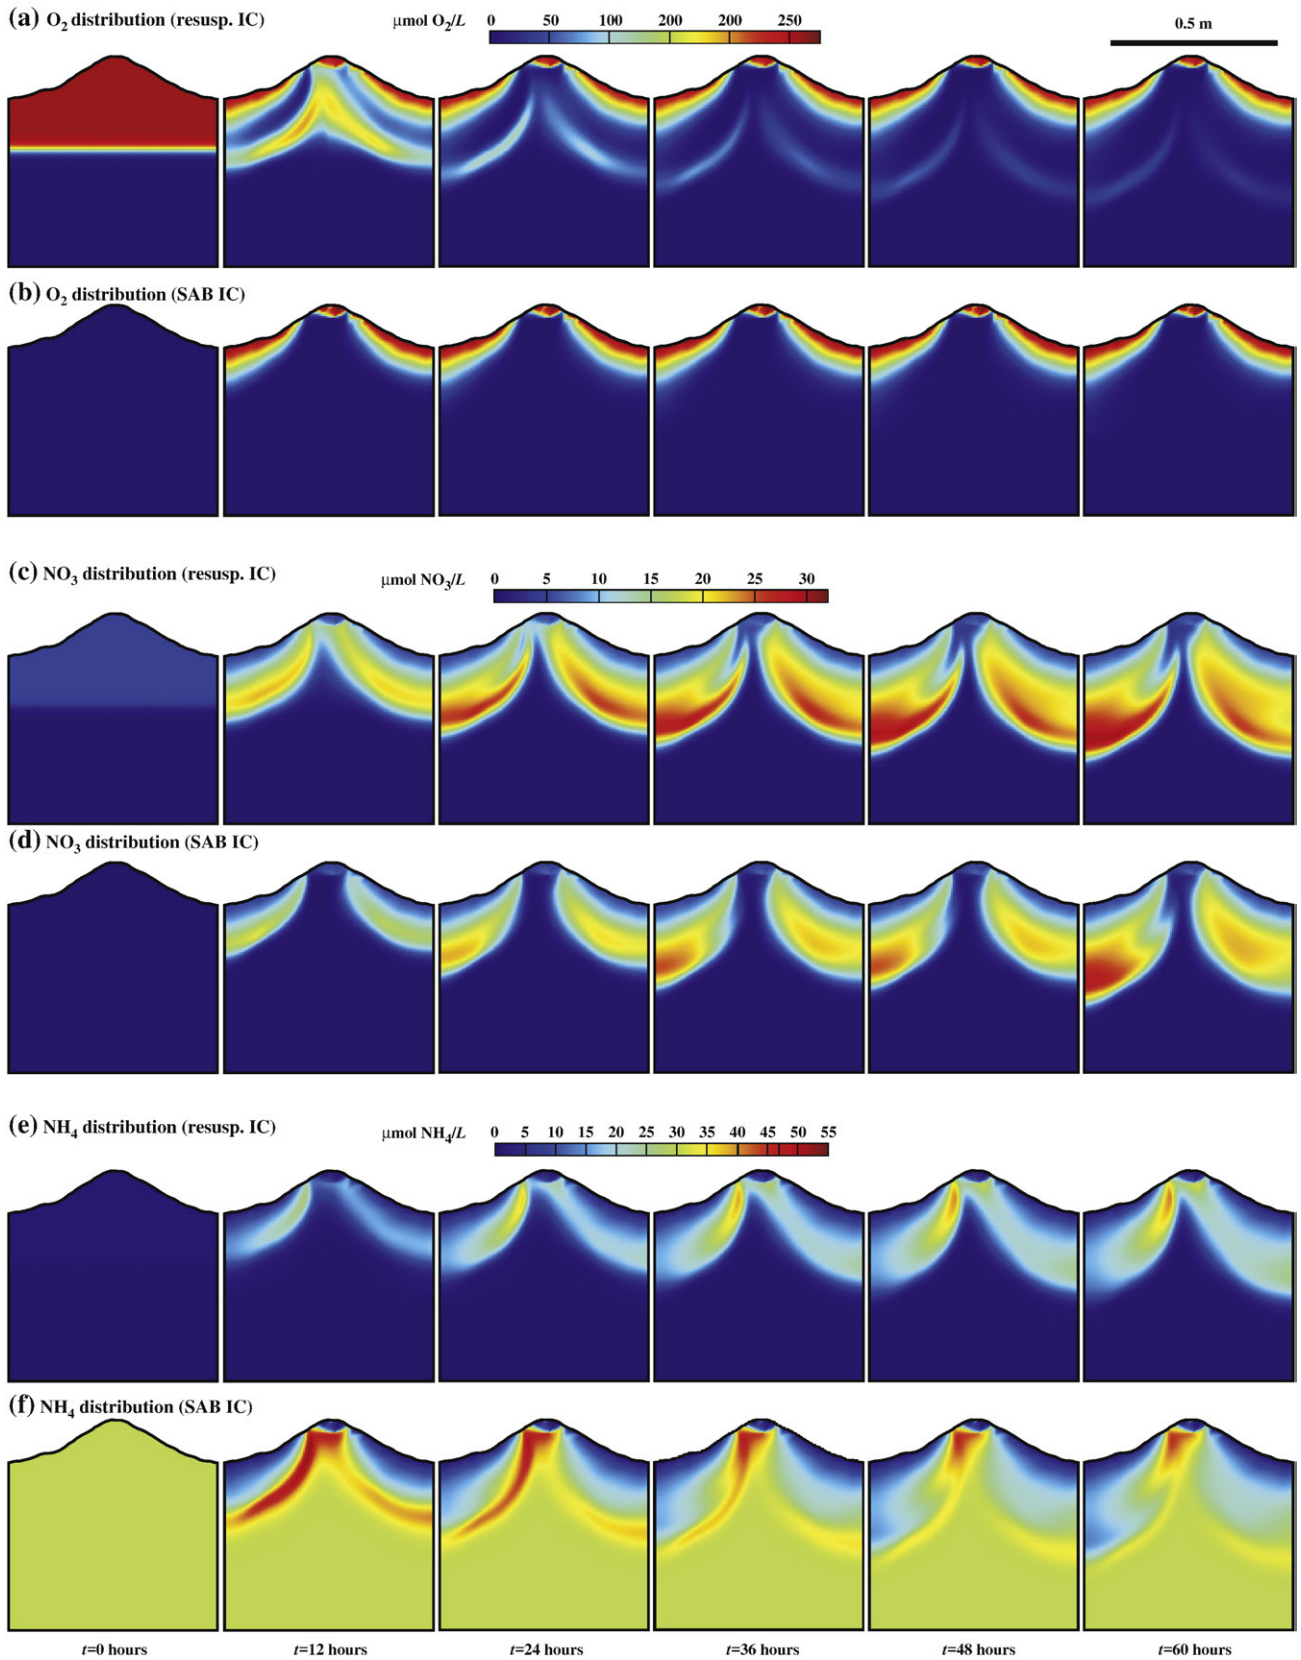 (a) O2 distribution (resusp. IC)
μmol O2/L 0 50 100 200 200 250
0.5 m
(b) O2 distribution (SAB IC)
(c) NO3 distribution (resusp. IC)
μmol NO3/L 0 5 10 15 20 25 30
(d) NO3 distribution (SAB IC)
(e) NH4 distribution (resusp. IC)
μmol NH4/L 0 5 10 15 20 25 30 35 40 45 50 55
(f) NH4 distribution (SAB IC)
t=0 hours t=12 hours t=24 hours t=36 hours t=48 hours t=60 hours